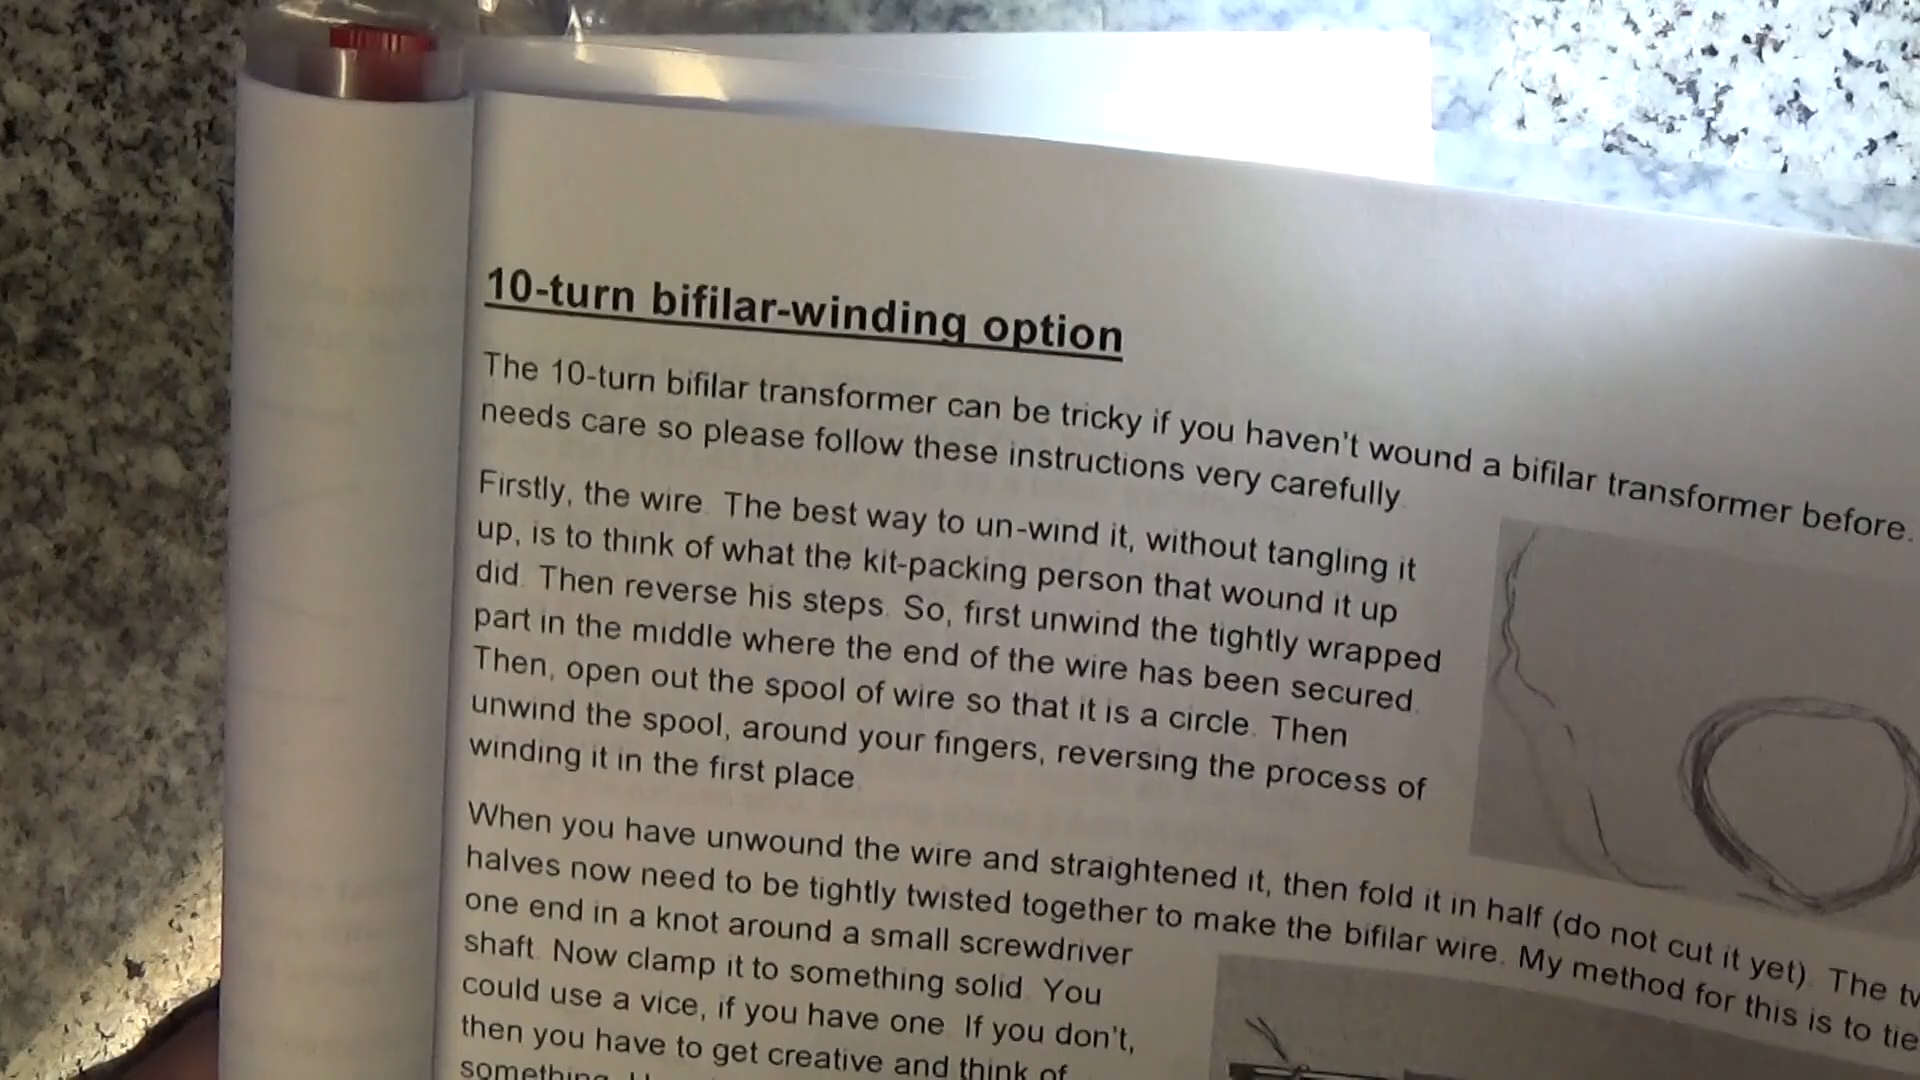 10-turn bifilar-winding option
The 10-turn bifilar transformer can be tricky if you haven't wound a bifilar transformer before.
needs care so please follow these instructions very carefully.
Firstly, the wire. The best way to un-wind it, without tangling it
up, is to think of what the kit-packing person that wound it up
did. Then reverse his steps. So, first unwind the tightly wrapped
part in the middle where the end of the wire has been secured.
Then, open out the spool of wire so that it is a circle. Then
unwind the spool, around your fingers, reversing the process of
winding it in the first place.
When you have unwound the wire and straightened it, then fold it in half (do not cut it yet). The tw
halves now need to be tightly twisted together to make the bifilar wire. My method for this is to tie
one end in a knot around a small screwdriver
shaft. Now clamp it to something solid. You
could use a vice, if you have one. If you don't,
then you have to get creative and think of
something.